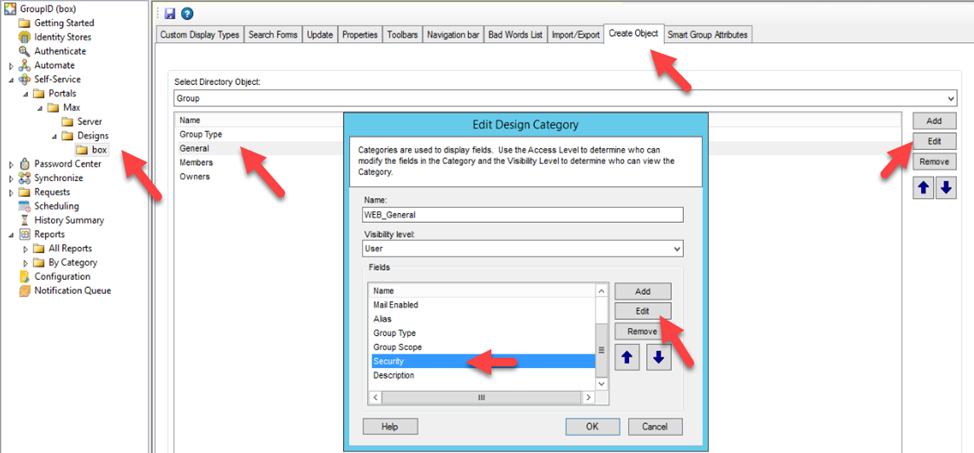 GroupID (box)
Getting Started
Identity Stores
Authenticate
Automate
Self-Service
Portals
Max
Server
Designs
box
Password Center
Synchronize
Requests
Scheduling
History Summary
Reports
All Reports
By Category
Configuration
Notification Queue
Custom Display Types Search Forms Update Properties Toolbars Navigation bar Bad Words List Import/Export Create Object Smart Group Attributes
Select Directory Object:
Group
Name
Group Type
General
Members
Owners
Add
Edit
Remove
Edit Design Category
Categories are used to display fields. Use the Access Level to determine who can
modify the fields in the Category and the Visibility Level to determine who can view the
Category.
Name:
WEB_General
Visibility level:
User
Fields
Name
Mail Enabled
Alias
Group Type
Group Scope
Security
Description
Add
Edit
Remove
Help
OK
Cancel